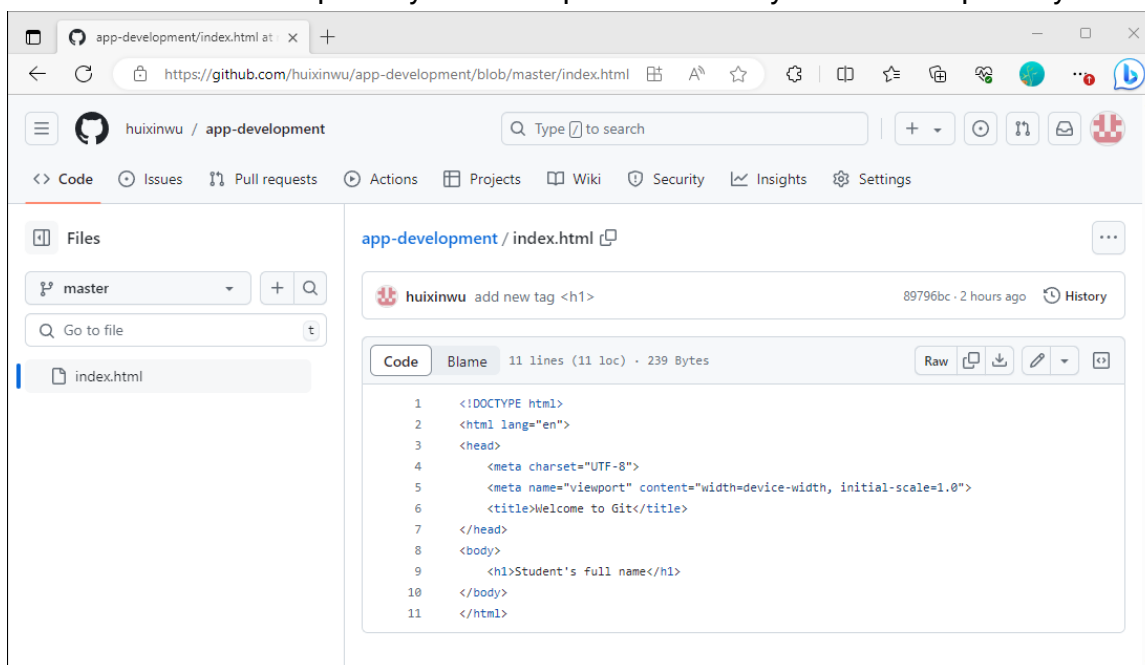 app-development/index.html at
https://github.com/huixinwu/app-development/blob/master/index.html
huixinwu / app-development
Type / to search
Code Issues Pull requests Actions Projects Wiki Security Insights Settings
Files
app-development / index.html
master
huixinwu add new tag <h1> 89796bc · 2 hours ago History
Go to file t
Code Blame 11 lines (11 loc) · 239 Bytes Raw
index.html
1 <!DOCTYPE html>
2 <html lang="en">
3 <head>
4 <meta charset="UTF-8">
5 <meta name="viewport" content="width=device-width, initial-scale=1.0">
6 <title>Welcome to Git</title>
7 </head>
8 <body>
9 <h1>Student's full name</h1>
10 </body>
11 </html>